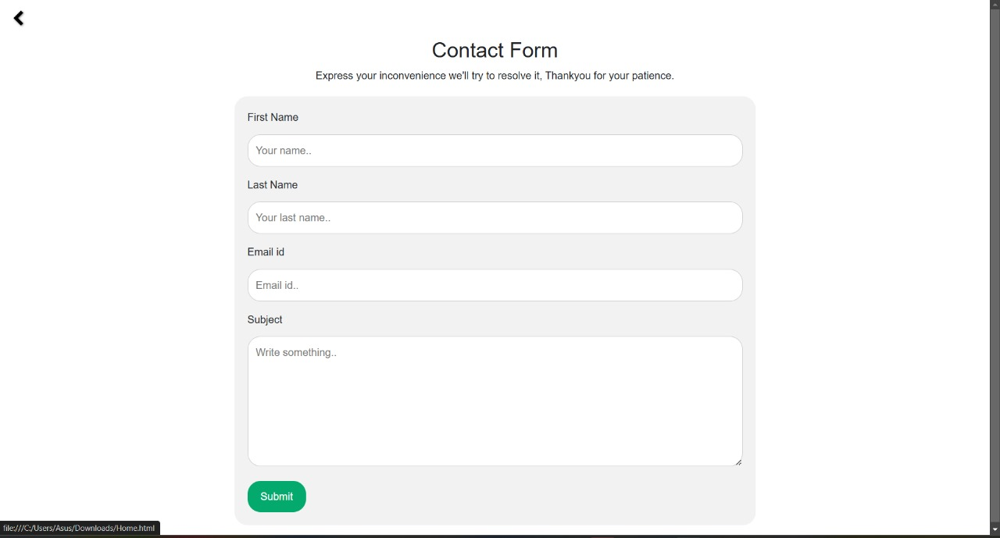 Contact Form
Express your inconvenience we'll try to resolve it, Thankyou for your patience.
First Name
Your name..
Last Name
Your last name..
Email id
Email id..
Subject
Write something..
Submit
file:///C:/Users/Asus/Downloads/Home.html